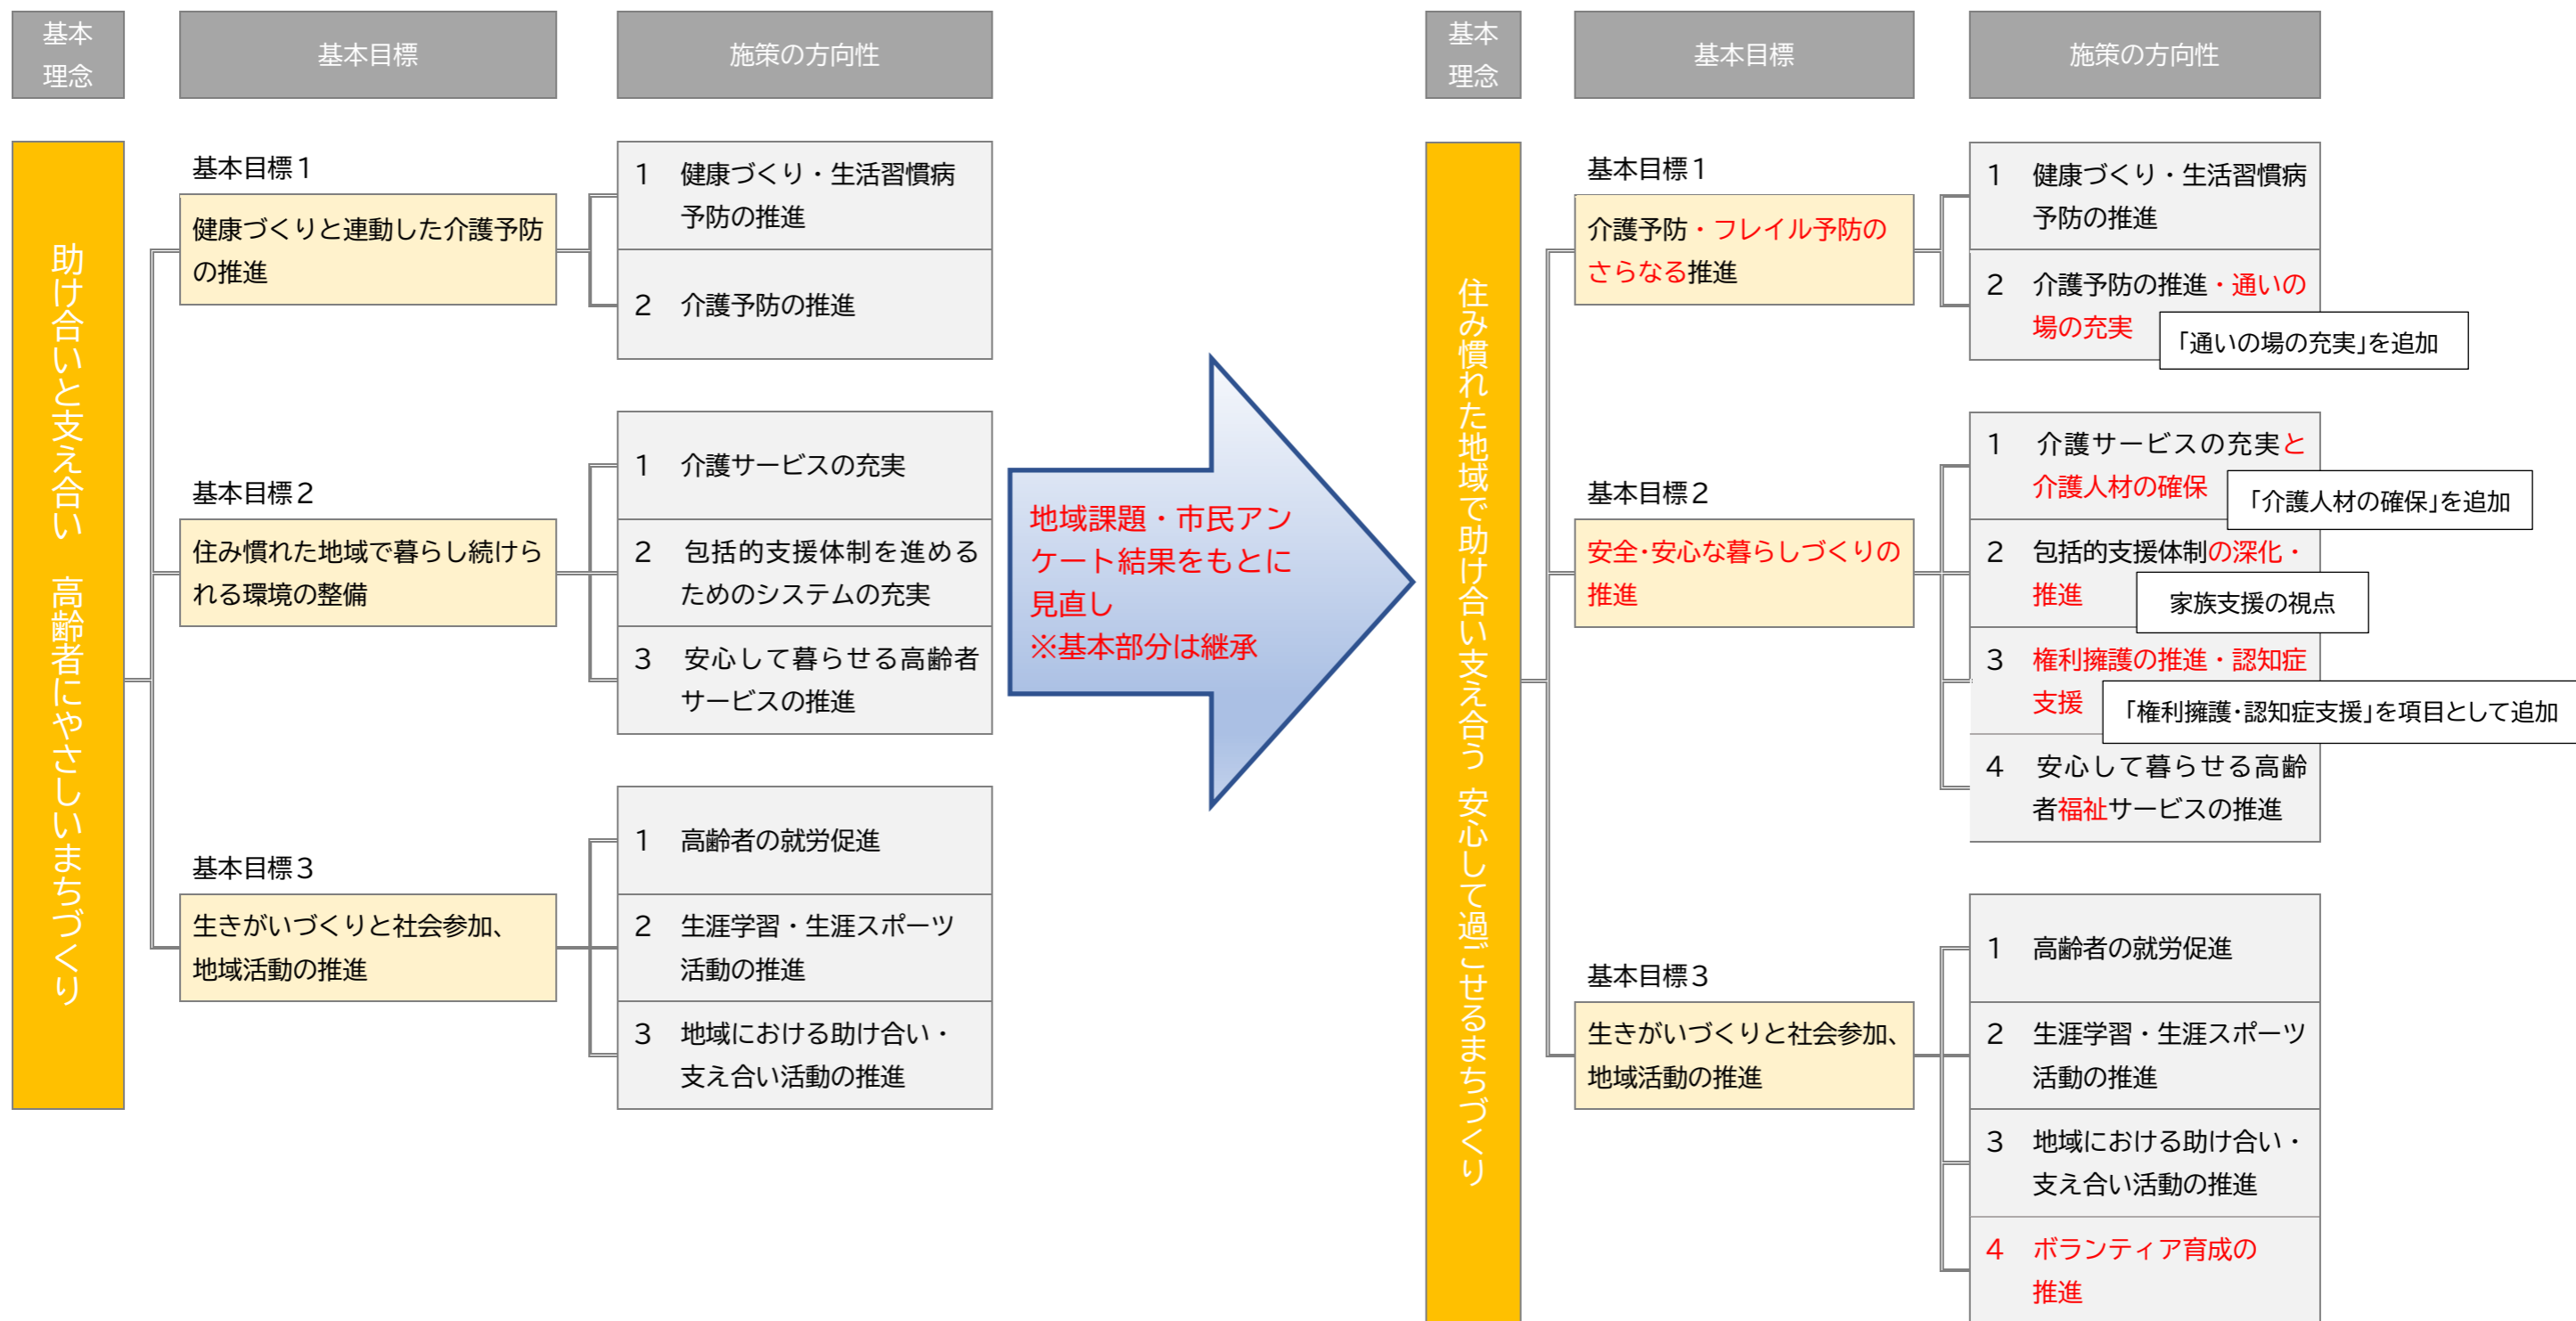 基本
理念
基本目標
施策の方向性
助け合いと支え合い　高齢者にやさしいまちづくり
基本目標1
健康づくりと連動した介護予防
の推進
1　健康づくり・生活習慣病
予防の推進
2　介護予防の推進
基本目標2
住み慣れた地域で暮らし続けら
れる環境の整備
1　介護サービスの充実
2　包括的支援体制を進める
ためのシステムの充実
3　安心して暮らせる高齢者
サービスの推進
基本目標3
生きがいづくりと社会参加、
地域活動の推進
1　高齢者の就労促進
2　生涯学習・生涯スポーツ
活動の推進
3　地域における助け合い・
支え合い活動の推進
地域課題・市民アン
ケート結果をもとに
見直し
※基本部分は継承
基本
理念
基本目標
施策の方向性
住み慣れた地域で助け合い支え合う　安心して過ごせるまちづくり
基本目標1
介護予防・フレイル予防の
さらなる推進
1　健康づくり・生活習慣病
予防の推進
2　介護予防の推進・通いの
場の充実
「通いの場の充実」を追加
基本目標2
安全・安心な暮らしづくりの
推進
1　介護サービスの充実と
介護人材の確保
「介護人材の確保」を追加
2　包括的支援体制の深化・
推進
家族支援の視点
3　権利擁護の推進・認知症
支援
「権利擁護・認知症支援」を項目として追加
4　安心して暮らせる高齢
者福祉サービスの推進
基本目標3
生きがいづくりと社会参加、
地域活動の推進
1　高齢者の就労促進
2　生涯学習・生涯スポーツ
活動の推進
3　地域における助け合い・
支え合い活動の推進
4　ボランティア育成の
推進